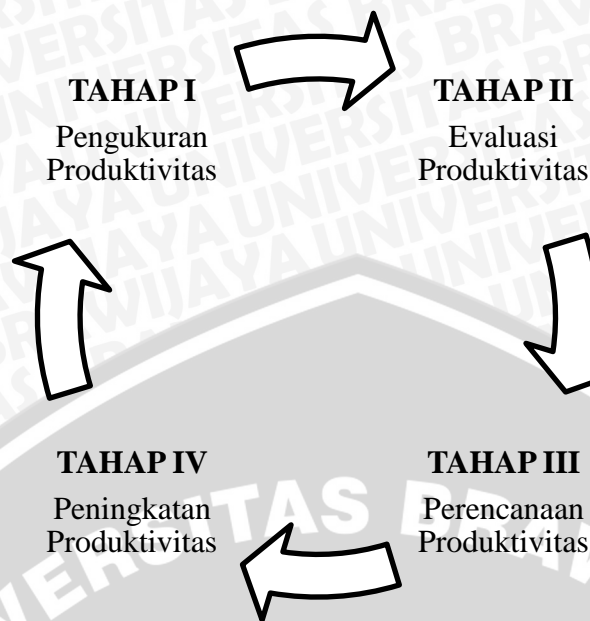 TAHAP I
Pengukuran
Produktivitas
TAHAP II
Evaluasi
Produktivitas
TAHAP IV
Peningkatan
Produktivitas
TAHAP III
Perencanaan
Produktivitas